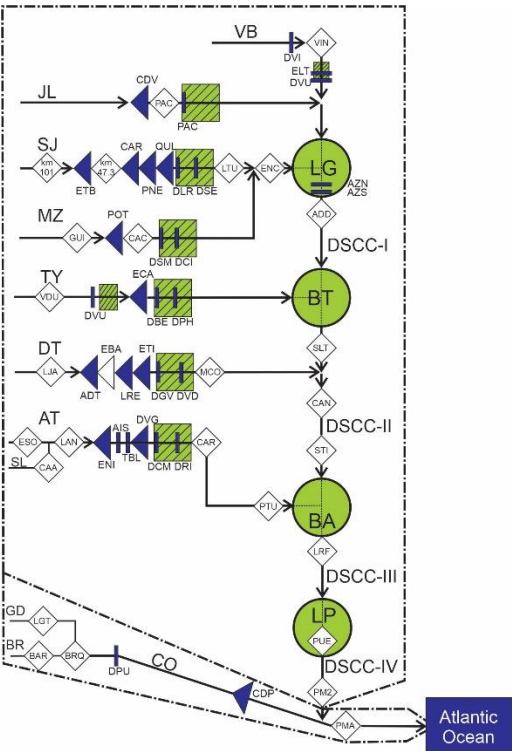 VB
DVI
VIN
ELT
DVU
JL
CDV
PAC
PAC
SJ
km
101
ETB
km
47.3
CAR
PNE
QUL
DLR DSE
LTU
ENC
LG
AZN
AZS
ADD
DSCC-I
MZ
GUI
POT
CAC
DSM DCI
TY
VDU
DVU
ECA
DBE DPH
BT
SLT
DT
LJA
ADT
EBA
LRE
ETI
DGV DVD
MCO
CAN
DSCC-II
STI
AT
ESO
LAN
SL
CAA
ENI
AIS
TBL
DVG
DCM DRI
CAR
PTU
BA
LRF
DSCC-III
LP
PUE
DSCC-IV
PM2
GD
LGT
BR
BAR
BRQ
DPU
CO
CDP
PMA
Atlantic
Ocean